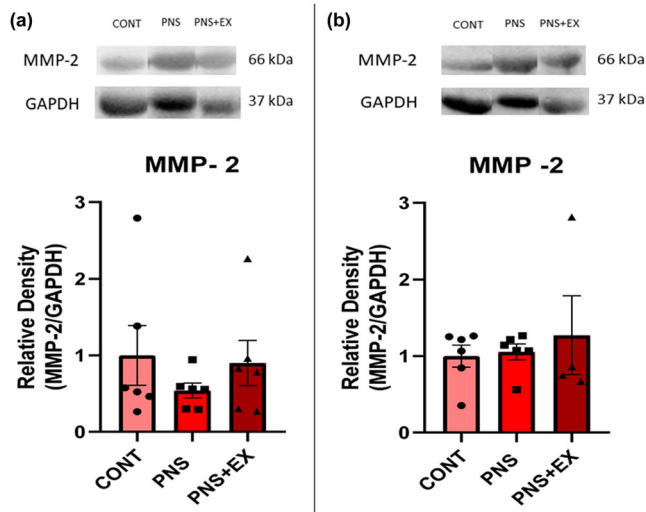 (a)
CONT PNS PNS+EX
MMP-2 66 kDa
GAPDH 37 kDa
MMP- 2
Relative Density
(MMP-2/GAPDH)
3
2
1
0
CONT
PNS
PNS+EX
(b)
CONT PNS PNS+EX
MMP-2 66 kDa
GAPDH 37 kDa
MMP -2
Relative Density
(MMP-2/GAPDH)
3
2
1
0
CONT
PNS
PNS+EX